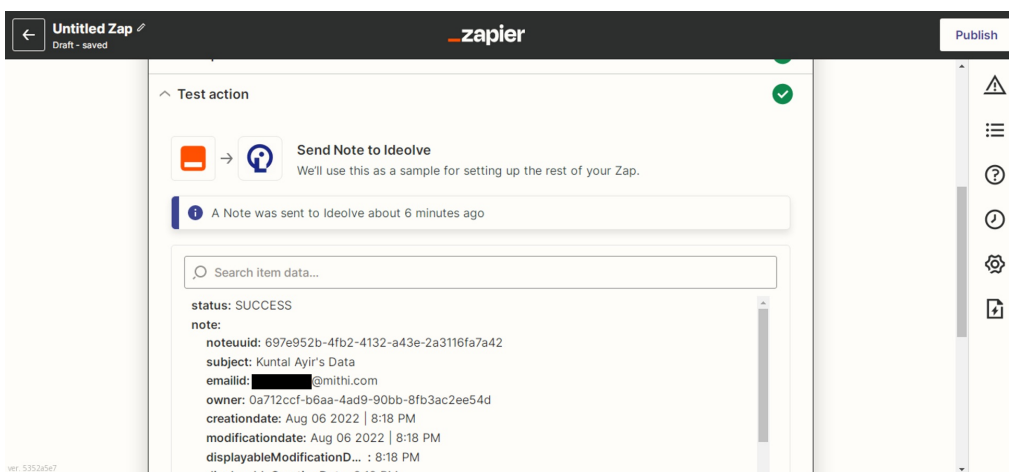 Untitled Zap
Draft - saved
_zapier
Publish
Test action
Send Note to Ideolve
We'll use this as a sample for setting up the rest of your Zap.
A Note was sent to Ideolve about 6 minutes ago
Search item data...
status: SUCCESS
note:
noteuuid: 697e952b-4fb2-4132-a43e-2a3116fa7a42
subject: Kuntal Ayir's Data
emailid: @mithi.com
owner: 0a712ccf-b6aa-4ad9-90bb-8fb3ac2ee54d
creationdate: Aug 06 2022 | 8:18 PM
modificationdate: Aug 06 2022 | 8:18 PM
displayableModificationD... : 8:18 PM
ver. 5352a5e7